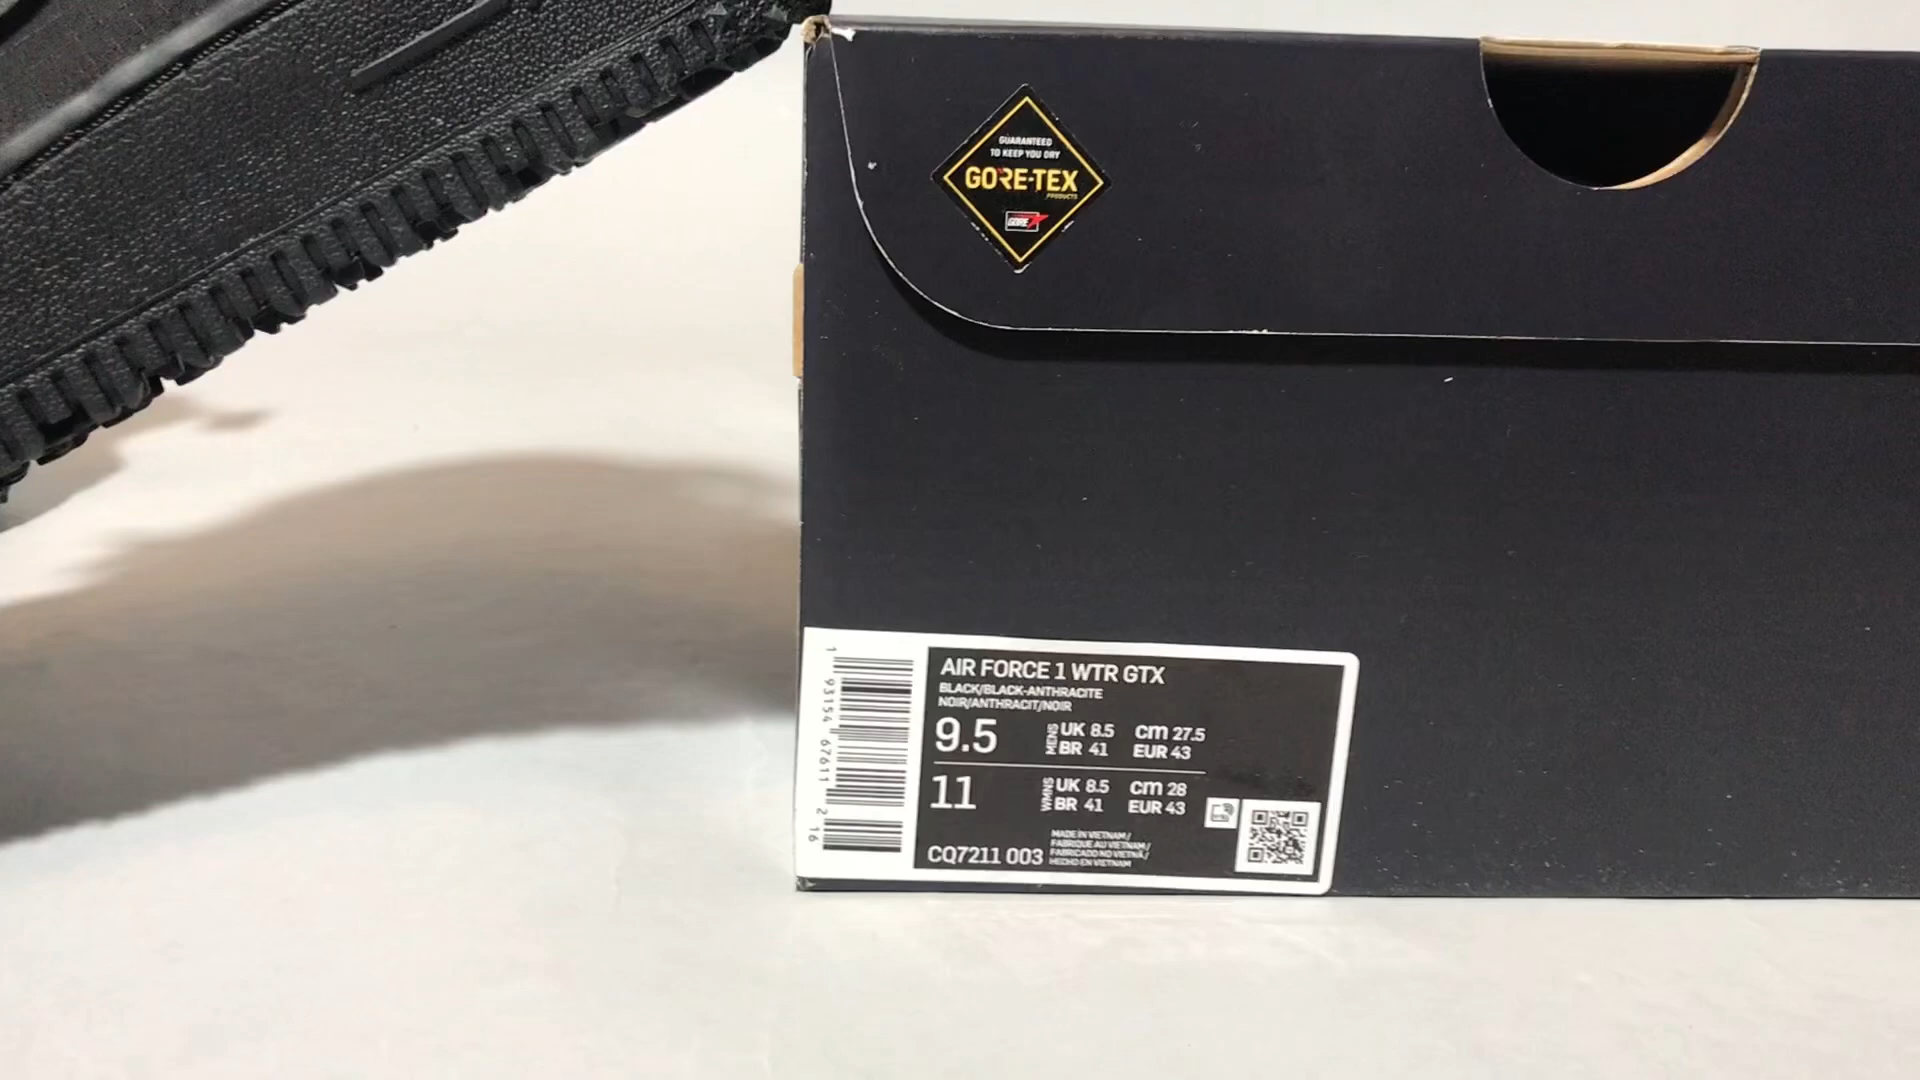 GUARANTEED
TO KEEP YOU DRY
GORE-TEX
PRODUCTS
GORE
AIR FORCE 1 WTR GTX
BLACK/BLACK-ANTHRACITE
NOIR/ANTHRACIT/NOIR
9.5 MENS UK 8.5 cm 27.5
BR 41 EUR 43
11 WMNS UK 8.5 cm 28
BR 41 EUR 43
CQ7211 003
MADE IN VIETNAM /
FABRIQUE AU VIETNAM /
FABRICADO NO VIETNÃ /
HECHO EN VIETNAM
1 93154 67611 2 16